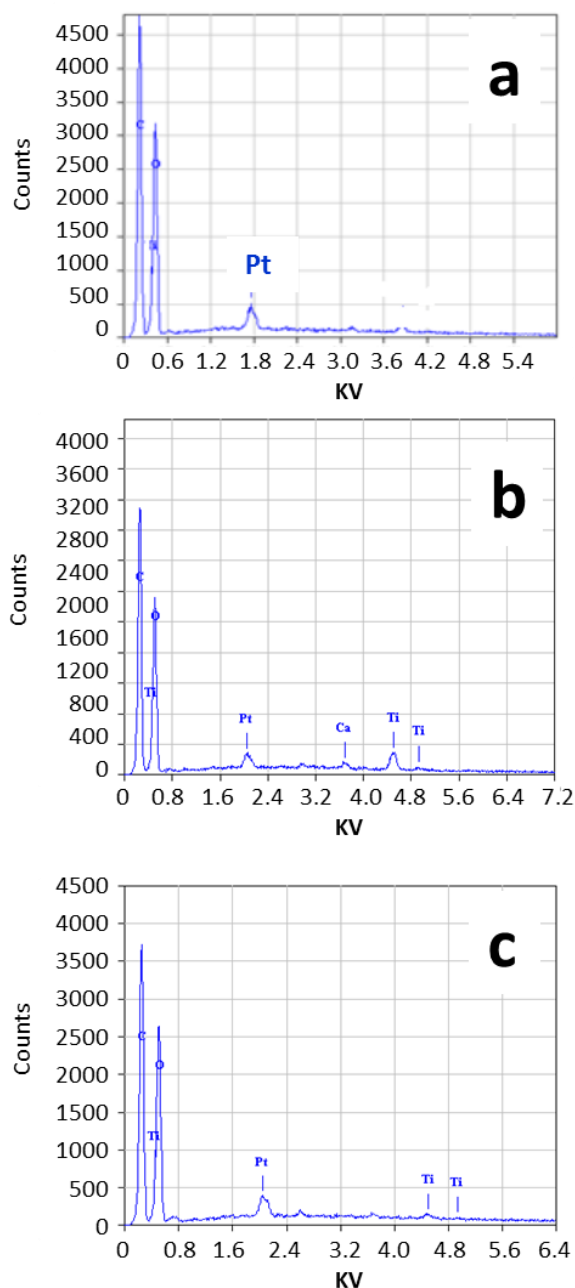 4500
a
4000
3500
C
3000
O
2500
2000
1500
1000
Pt
500
0
0 0.6 1.2 1.8 2.4 3.0 3.6 4.2 4.8 5.4
KV
Counts
4000
b
3600
3200
2800
2400
C
2000
O
1600
1200
Ti
800
Pt Ca Ti Ti
400
0
0 0.8 1.6 2.4 3.2 4.0 4.8 5.6 6.4 7.2
KV
Counts
4500
c
4000
3500
3000
2500
C
O
2000
1500
Ti
1000
Pt Ti Ti
500
0
0 0.8 1.6 2.4 3.2 4.0 4.8 5.6 6.4
KV
Counts